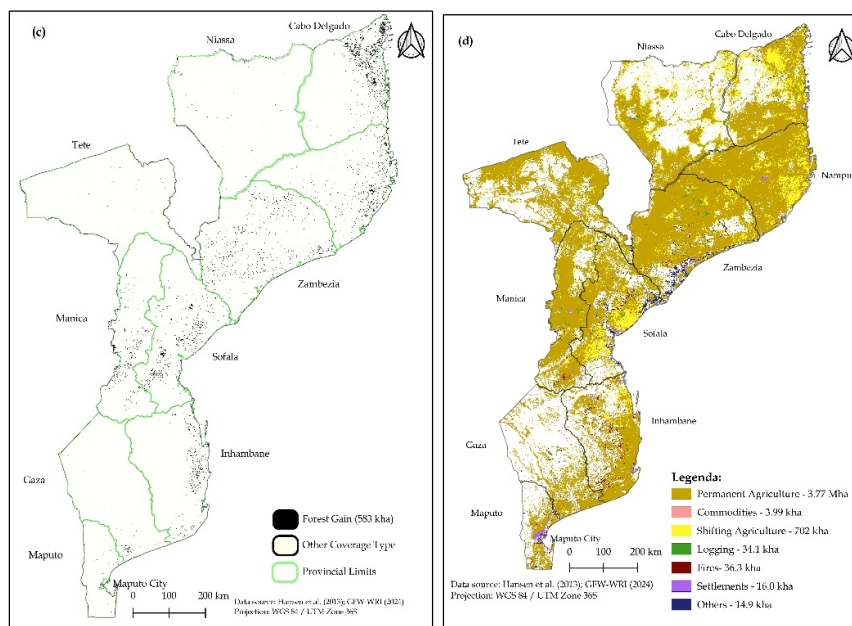 (c)
Cabo Delgado
Niassa
Tete
Zambezia
Manica
Sofala
Inhambane
Gaza
Maputo
Maputo City
Forest Gain (583 kha)
Other Coverage Type
Provincial Limits
0 100 200 km
Data source: Hansen et al. (2013); GFW-WRI (2024)
Projection: WGS 84 / UTM Zone 36S
(d)
Cabo Delgado
Niassa
Tete
Nampu
Zambezia
Manica
Sofala
Inhambane
Gaza
Maputo
Maputo City
Legenda:
Permanent Agriculture - 3.77 Mha
Commodities - 3.99 kha
Shifting Agriculture - 702 kha
Logging - 34.1 kha
Fires- 36.3 kha
Settlements - 16.0 kha
Others - 14.9 kha
0 100 200 km
Data source: Hansen et al. (2013); GFW-WRI (2024)
Projection: WGS 84 / UTM Zone 36S